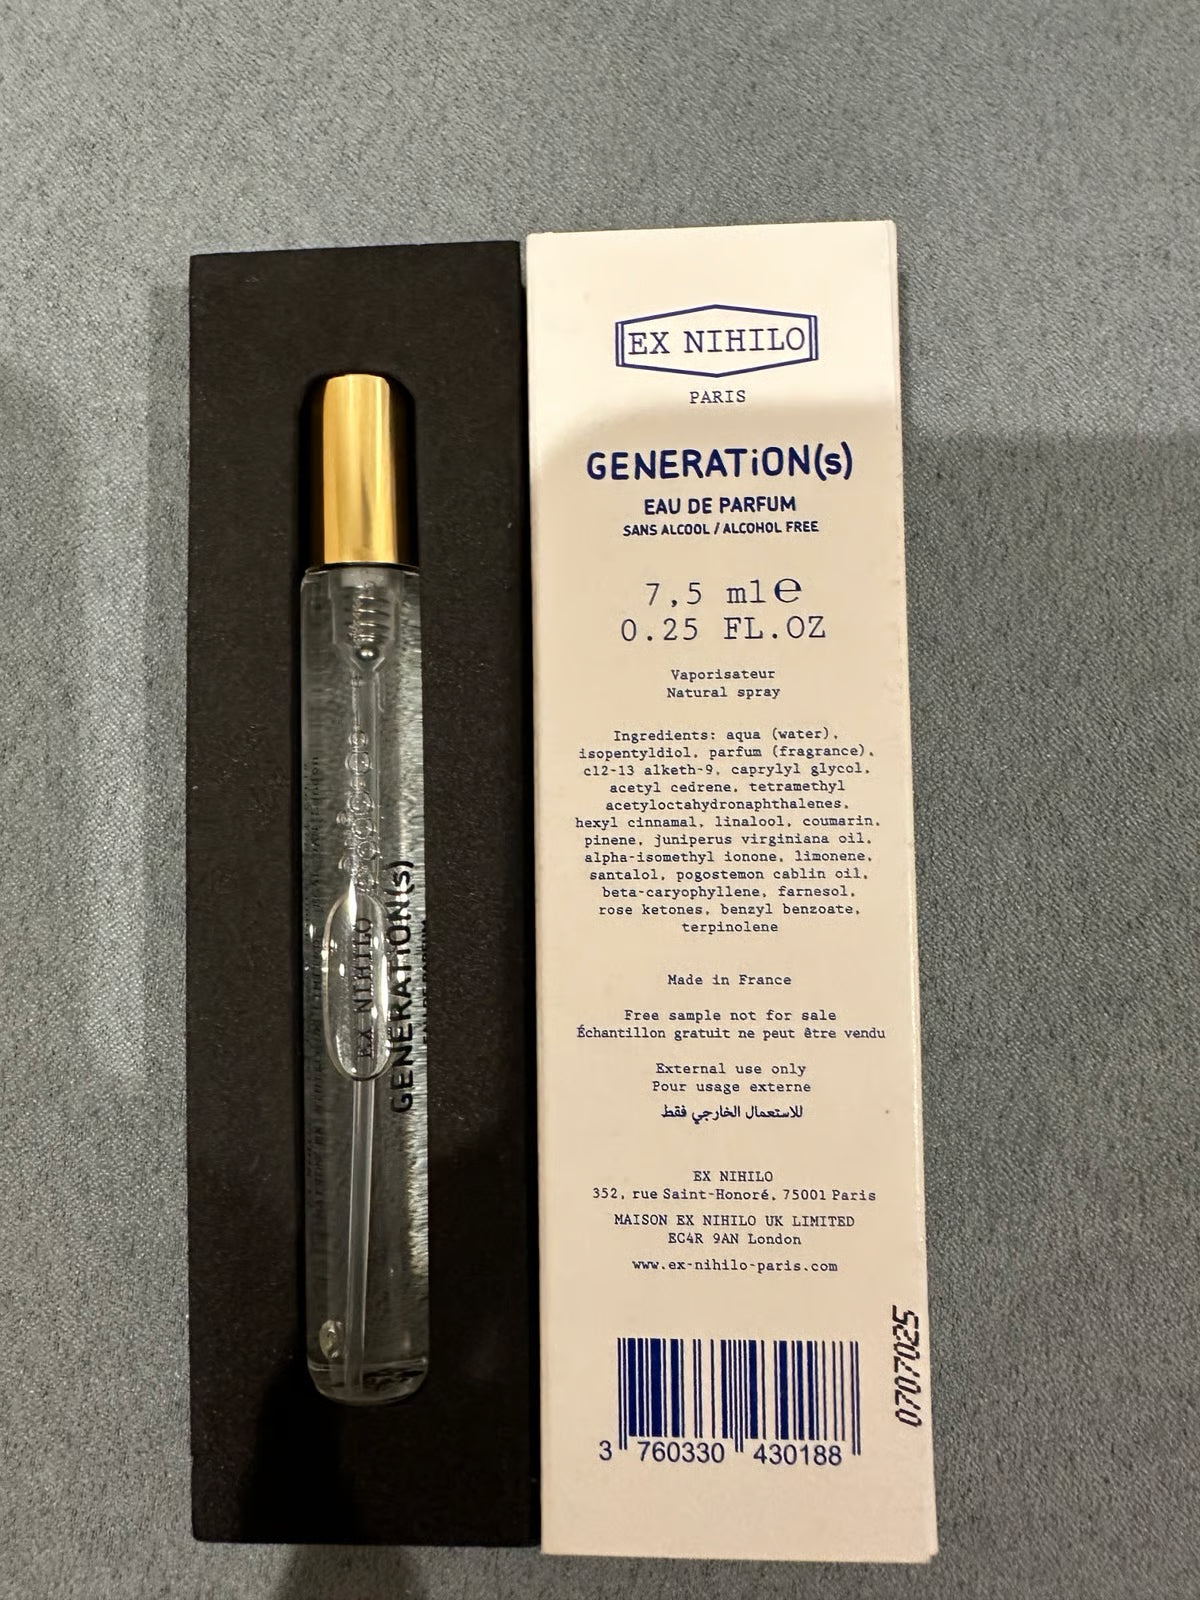 EX NIHILO
GENERATiON(s)
EX NIHILO
PARIS
GENERATiON(s)
EAU DE PARFUM
SANS ALCOOL / ALCOHOL FREE
7,5 ml e
0.25 FL.OZ
Vaporisateur
Natural spray
Ingredients: aqua (water),
isopentyldiol, parfum (fragrance),
c12-13 alketh-9, caprylyl glycol,
acetyl cedrene, tetramethyl
acetyloctahydronaphthalenes,
hexyl cinnamal, linalool, coumarin,
pinene, juniperus virginiana oil,
alpha-isomethyl ionone, limonene,
santalol, pogostemon cablin oil,
beta-caryophyllene, farnesol,
rose ketones, benzyl benzoate,
terpinolene
Made in France
Free sample not for sale
Échantillon gratuit ne peut être vendu
External use only
Pour usage externe
للاستعمال الخارجي فقط
EX NIHILO
352, rue Saint-Honoré, 75001 Paris
MAISON EX NIHILO UK LIMITED
EC4R 9AN London
www.ex-nihilo-paris.com
0707025
3 760330 430188